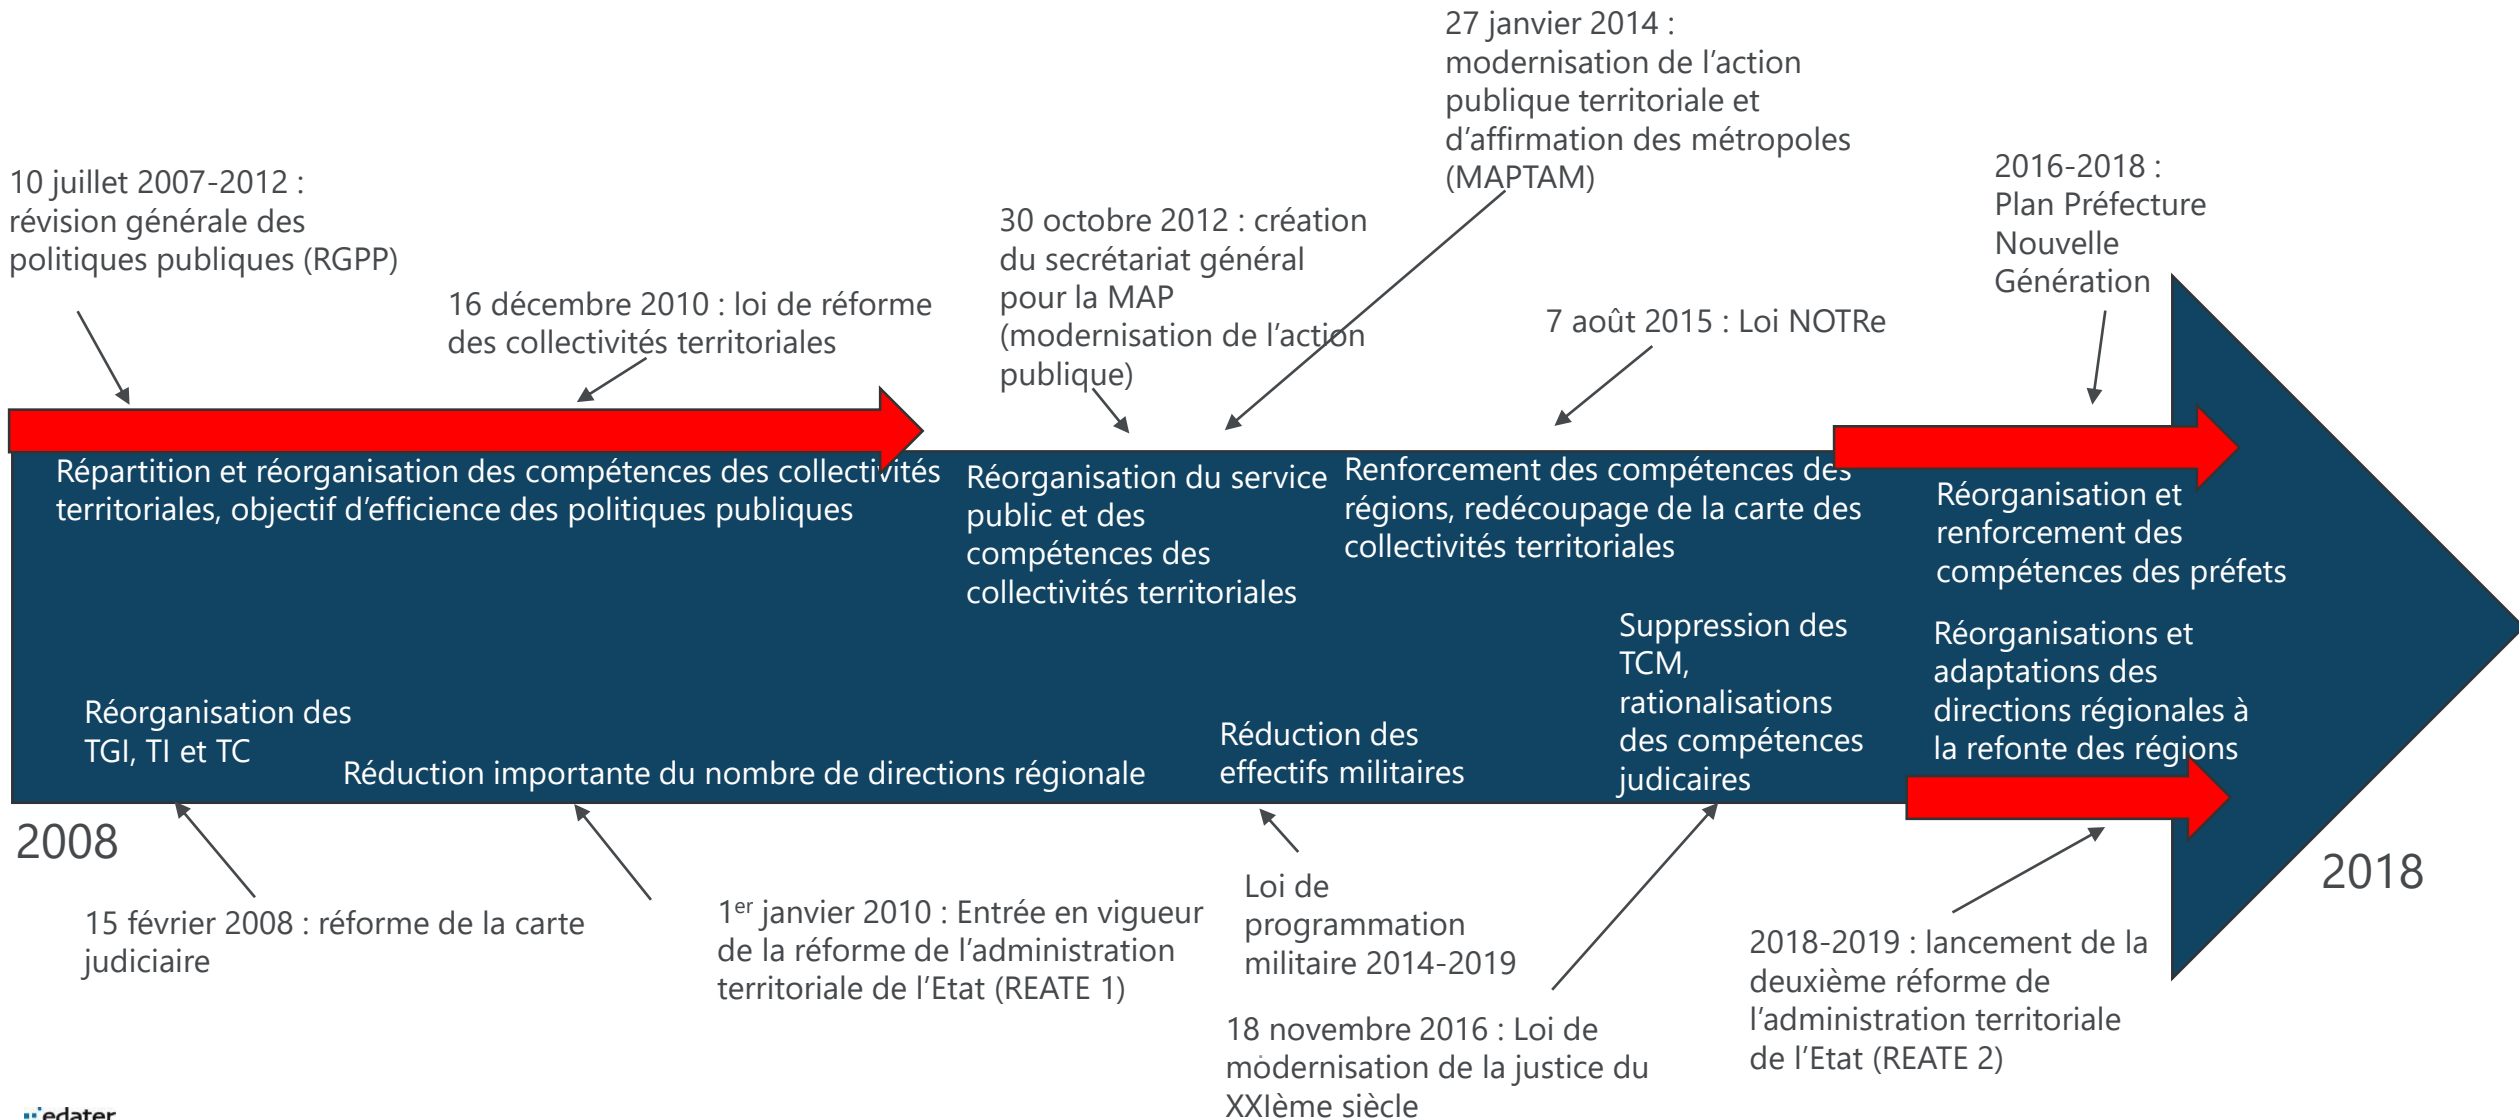 27 janvier 2014 :
modernisation de l'action
publique territoriale et
d'affirmation des métropoles
(MAPTAM)
10 juillet 2007-2012 :
révision générale des
politiques publiques (RGPP)
16 décembre 2010 : loi de réforme
des collectivités territoriales
30 octobre 2012 : création
du secrétariat général
pour la MAP
(modernisation de l'action
publique)
7 août 2015 : Loi NOTRe
2016-2018 :
Plan Préfecture
Nouvelle
Génération
Répartition et réorganisation des compétences des collectivités
territoriales, objectif d'efficience des politiques publiques
Réorganisation du service
public et des
compétences des
collectivités territoriales
Renforcement des compétences des
régions, redécoupage de la carte des
collectivités territoriales
Réorganisation et
renforcement des
compétences des préfets
Réorganisation des
TGI, TI et TC
Réduction importante du nombre de directions régionale
Réduction des
effectifs militaires
Suppression des
TCM,
rationalisations
des compétences
judicaires
Réorganisations et
adaptations des
directions régionales à
la refonte des régions
2008
2018
15 février 2008 : réforme de la carte
judiciaire
1er janvier 2010 : Entrée en vigueur
de la réforme de l'administration
territoriale de l'Etat (REATE 1)
Loi de
programmation
militaire 2014-2019
18 novembre 2016 : Loi de
modernisation de la justice du
XXIème siècle
2018-2019 : lancement de la
deuxième réforme de
l'administration territoriale
de l'Etat (REATE 2)
edater